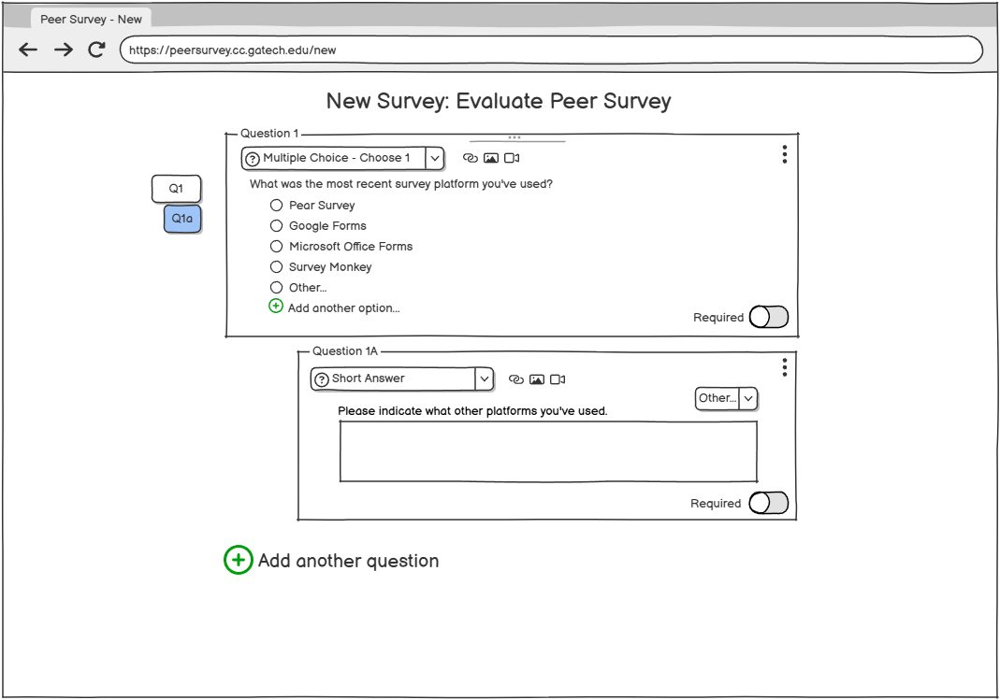 Peer Survey - New
https://peersurvey.cc.gatech.edu/new
New Survey: Evaluate Peer Survey
Question 1
Multiple Choice - Choose 1
What was the most recent survey platform you've used?
Q1
Q1a
Pear Survey
Google Forms
Microsoft Office Forms
Survey Monkey
Other...
Add another option...
Required
Question 1A
Short Answer
Other...
Please indicate what other platforms you've used.
Required
Add another question